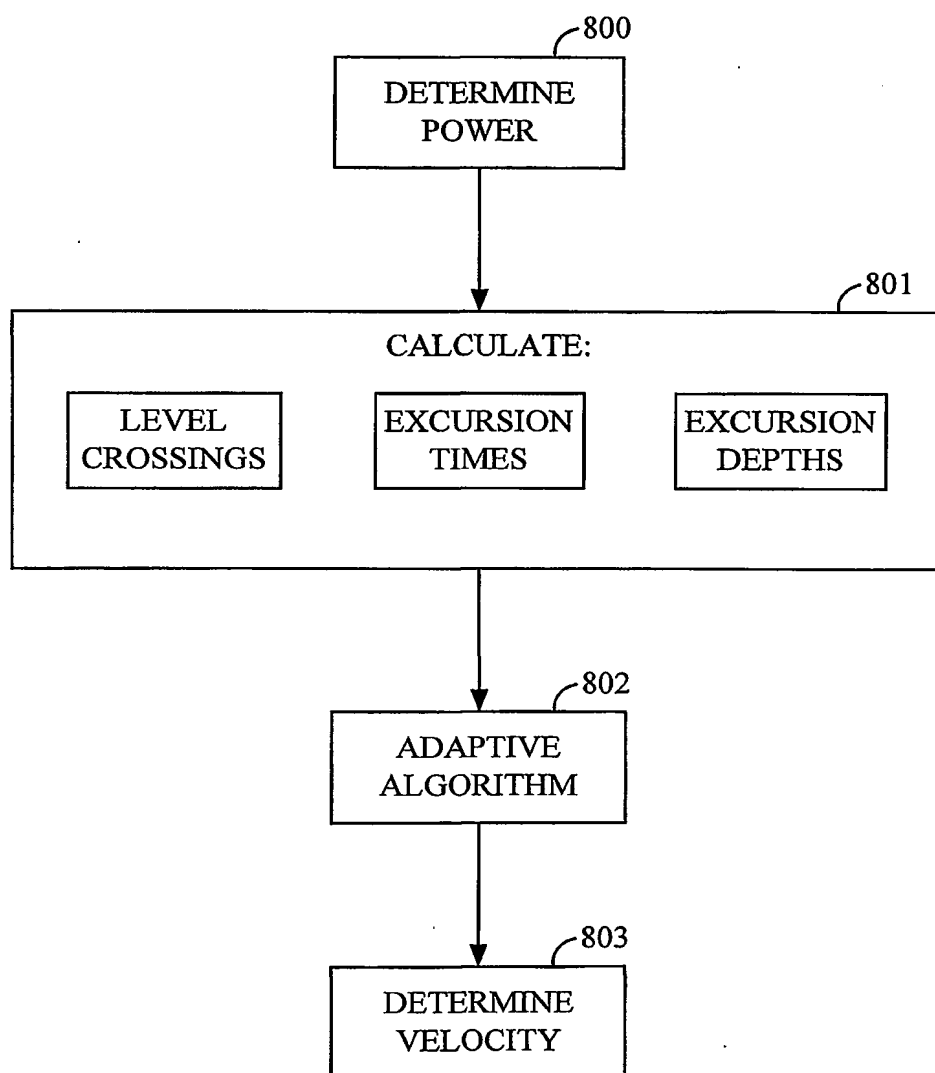 800
DETERMINE
POWER
801
CALCULATE:
LEVEL
CROSSINGS
EXCURSION
TIMES
EXCURSION
DEPTHS
802
ADAPTIVE
ALGORITHM
803
DETERMINE
VELOCITY